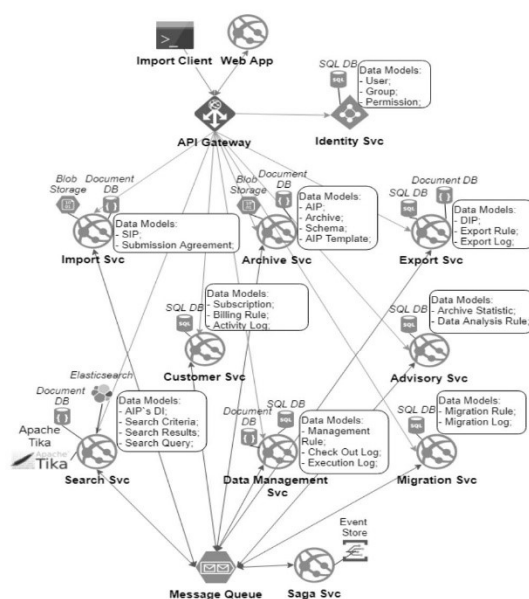 Import Client
Web App
SQL DB
Data Models:
- User;
- Group;
- Permission;
API Gateway
Identity Svc
Blob
Storage
Document
DB
Data Models:
- SIP;
- Submission Agreement;
Import Svc
Blob
Storage
Document
DB
Data Models:
- AIP;
- Archive;
- Schema;
- AIP Template;
Archive Svc
SQL DB
Document DB
Data Models:
- DIP;
- Export Rule;
- Export Log;
Export Svc
SQL DB
Data Models:
- Subscription;
- Billing Rule;
- Activity Log;
Customer Svc
SQL DB
Data Models:
- Archive Statistic;
- Data Analysis Rule;
Advisory Svc
Elasticsearch
Document
DB
Apache
Tika
Apache
Tika
Data Models:
- AIP`s DI;
- Search Criteria;
- Search Results;
- Search Query;
Search Svc
Document
DB
SQL DB
Data Models:
- Management
Rule;
- Check Out Log;
- Execution Log;
Data Management
Svc
SQL DB
Data Models:
- Migration Rule;
- Migration Log;
Migration Svc
Message Queue
Event
Store
Saga Svc